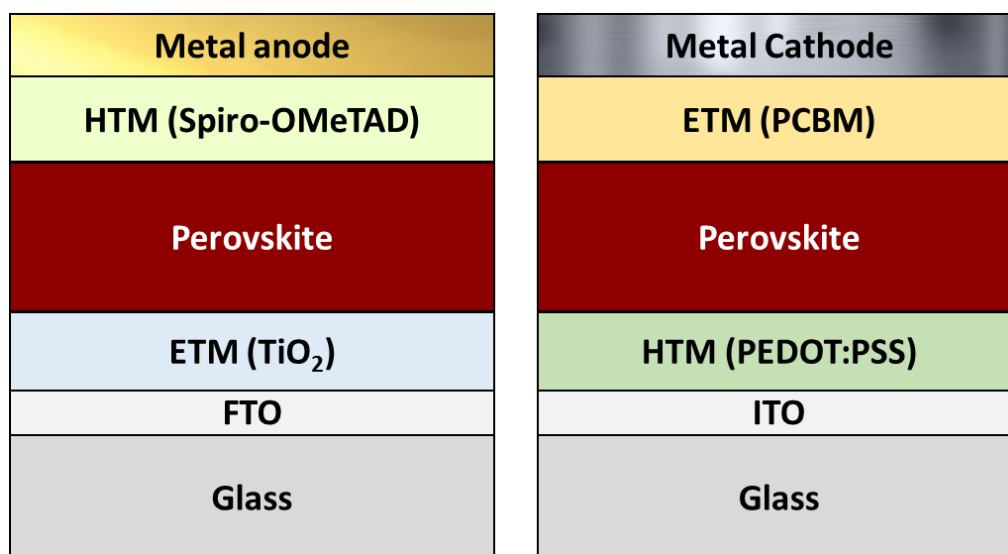 Metal anode
HTM (Spiro-OMeTAD)
Perovskite
ETM (TiO₂)
FTO
Glass
Metal Cathode
ETM (PCBM)
Perovskite
HTM (PEDOT:PSS)
ITO
Glass